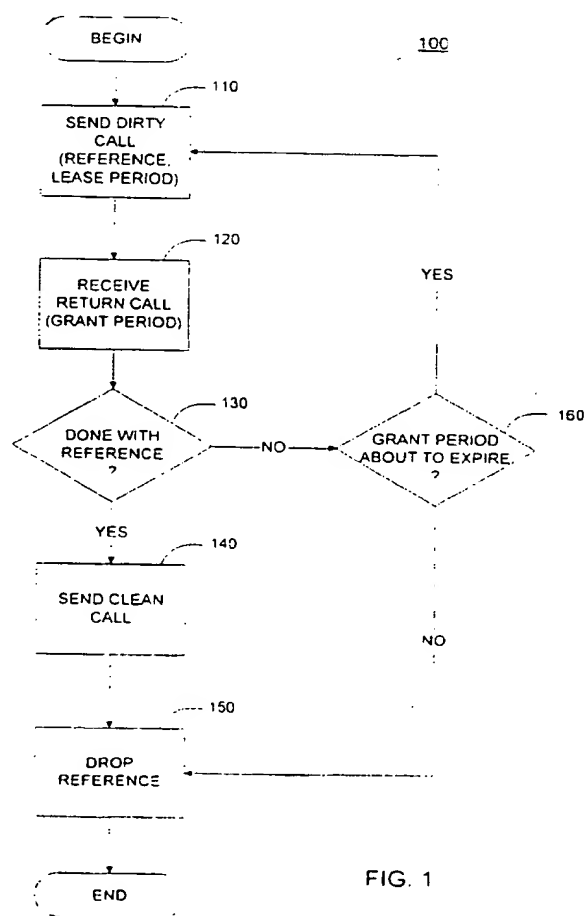 BEGIN
100
110
SEND DIRTY
CALL
(REFERENCE,
LEASE PERIOD)
120
RECEIVE
RETURN CALL
(GRANT PERIOD)
YES
130
DONE WITH
REFERENCE
?
NO
160
GRANT PERIOD
ABOUT TO EXPIRE
?
YES
140
SEND CLEAN
CALL
NO
150
DROP
REFERENCE
END
FIG. 1